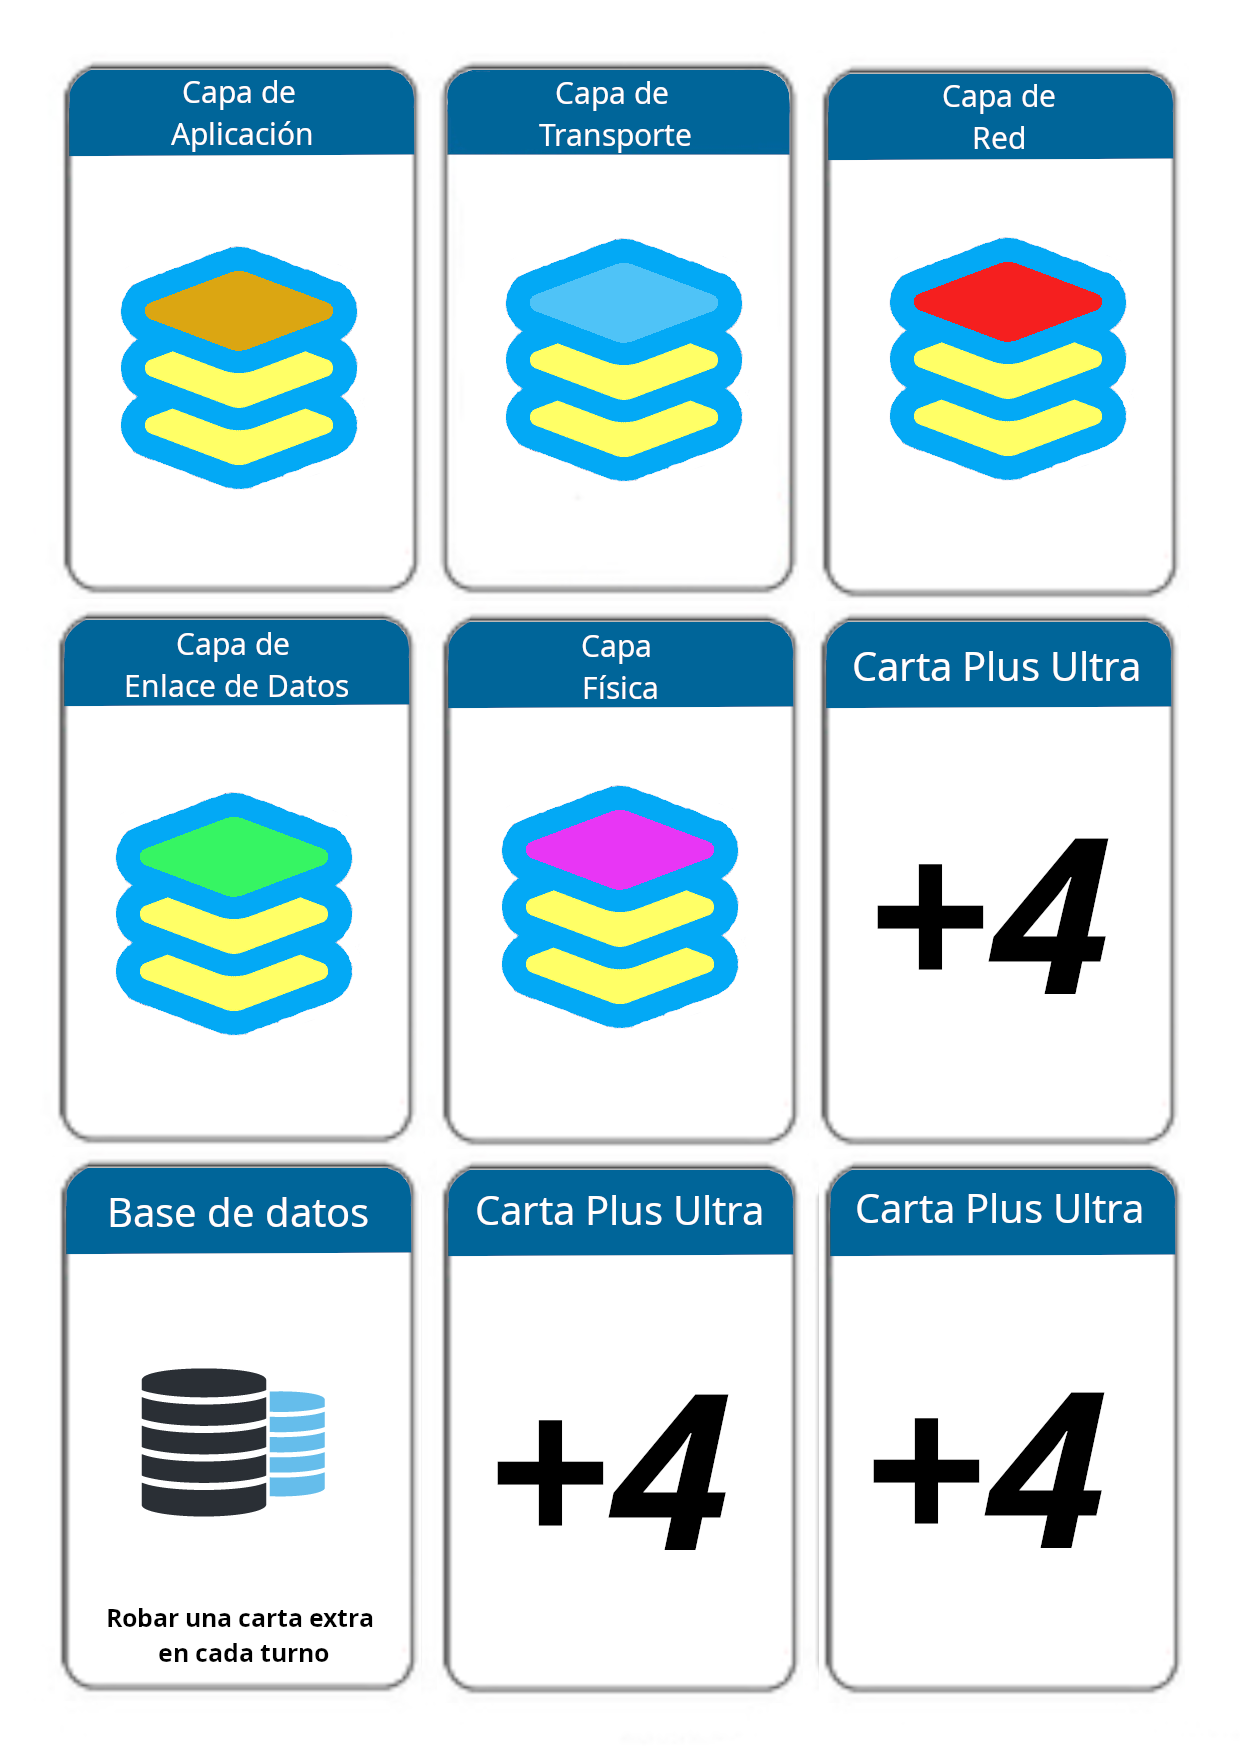 Capa de
Aplicación
Capa de
Transporte
Capa de
Red
Capa de
Enlace de Datos
Capa
Física
Carta Plus Ultra
+4
Base de datos
Robar una carta extra
en cada turno
Carta Plus Ultra
+4
Carta Plus Ultra
+4